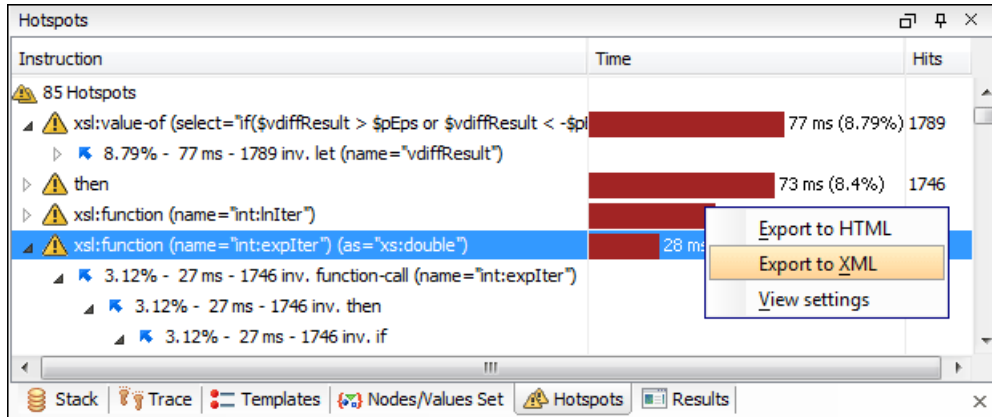 Hotspots
Instruction Time Hits
85 Hotspots
xsl:value-of (select="if($vdiffResult > $pEps or $vdiffResult < -$pl 77 ms (8.79%) 1789
8.79% - 77 ms - 1789 inv. let (name="vdiffResult")
then 73 ms (8.4%) 1746
xsl:function (name="int:lnIter")
Export to HTML
xsl:function (name="int:expIter") (as="xs:double") 28 ms
Export to XML
3.12% - 27 ms - 1746 inv. function-call (name="int:expIter")
View settings
3.12% - 27 ms - 1746 inv. then
3.12% - 27 ms - 1746 inv. if
Stack Trace Templates Nodes/Values Set Hotspots Results